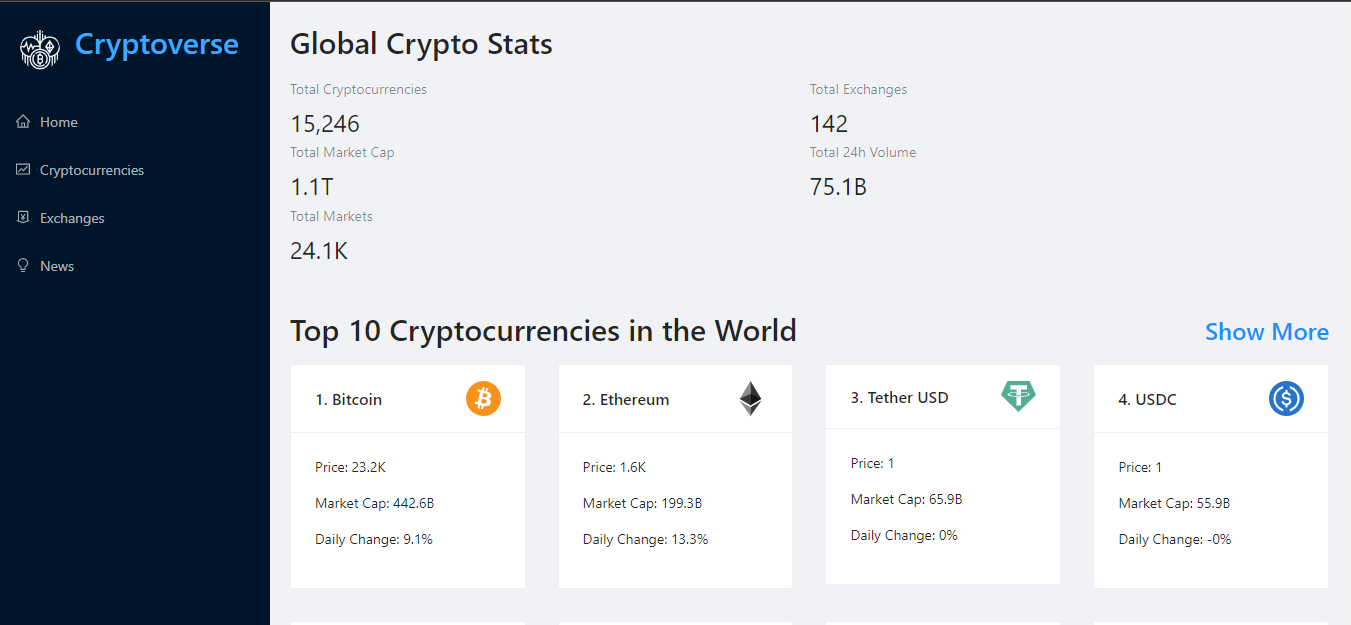 Cryptoverse
Home
Cryptocurrencies
Exchanges
News
Global Crypto Stats
Total Cryptocurrencies
15,246
Total Exchanges
142
Total Market Cap
1.1T
Total 24h Volume
75.1B
Total Markets
24.1K
Top 10 Cryptocurrencies in the World
Show More
1. Bitcoin
Price: 23.2K
Market Cap: 442.6B
Daily Change: 9.1%
2. Ethereum
Price: 1.6K
Market Cap: 199.3B
Daily Change: 13.3%
3. Tether USD
Price: 1
Market Cap: 65.9B
Daily Change: 0%
4. USDC
Price: 1
Market Cap: 55.9B
Daily Change: -0%